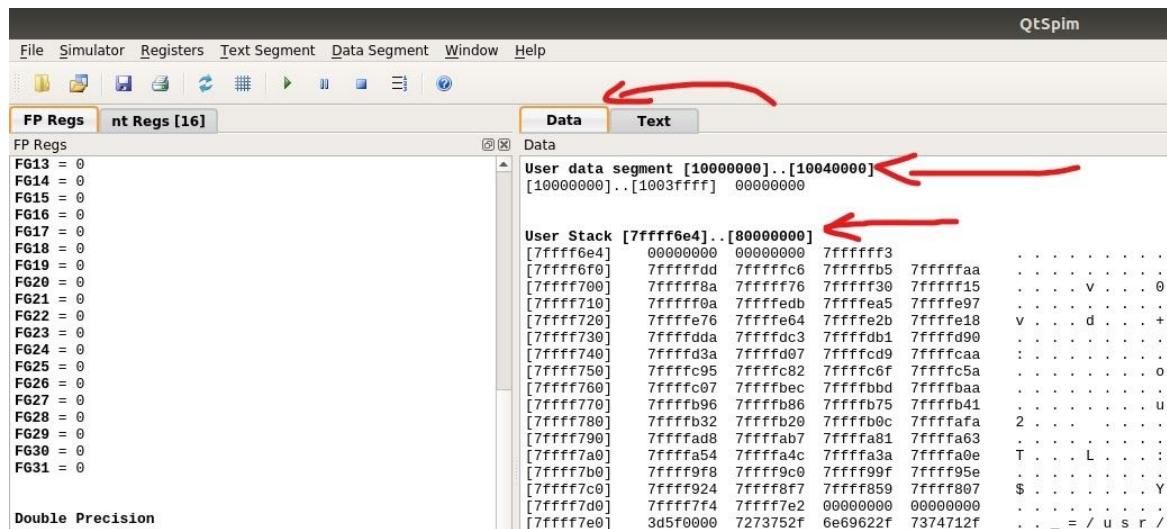 QtSpim
File Simulator Registers Text Segment Data Segment Window Help
FP Regs nt Regs [16]
FP Regs
FG13 = 0
FG14 = 0
FG15 = 0
FG16 = 0
FG17 = 0
FG18 = 0
FG19 = 0
FG20 = 0
FG21 = 0
FG22 = 0
FG23 = 0
FG24 = 0
FG25 = 0
FG26 = 0
FG27 = 0
FG28 = 0
FG29 = 0
FG30 = 0
FG31 = 0
Double Precision
Data Text
Data
User data segment [10000000]..[10040000]
[10000000]..[1003ffff] 00000000
User Stack [7ffff6e4]..[80000000]
[7ffff6e4] 00000000 00000000 7ffffff3 . . . . . . . . .
[7ffff6f0] 7fffffdd 7fffffc6 7fffffb5 7fffffaa . . . . . . . . .
[7ffff700] 7fffff8a 7fffff76 7fffff30 7fffff15 . . . . v . . . 0
[7ffff710] 7fffff0a 7ffffedb 7ffffea5 7ffffe97 . . . . . . . . .
[7ffff720] 7ffffe76 7ffffe64 7ffffe2b 7ffffe18 v . . . d . . . +
[7ffff730] 7ffffdda 7ffffdc3 7ffffdb1 7ffffd90 . . . . . . . . .
[7ffff740] 7ffffd3a 7ffffd07 7ffffcd9 7ffffcaa : . . . . . . . .
[7ffff750] 7ffffc95 7ffffc82 7ffffc6f 7ffffc5a . . . . . . . . o
[7ffff760] 7ffffc07 7ffffbec 7ffffbbd 7ffffbaa . . . . . . . . .
[7ffff770] 7ffffb96 7ffffb86 7ffffb75 7ffffb41 . . . . . . . . u
[7ffff780] 7ffffb32 7ffffb20 7ffffb0c 7ffffafa 2 . . . . . . .
[7ffff790] 7ffffad8 7ffffab7 7ffffa81 7ffffa63 . . . . . . . . .
[7ffff7a0] 7ffffa54 7ffffa4c 7ffffa3a 7ffffa0e T . . . L . . . :
[7ffff7b0] 7ffff9f8 7ffff9c0 7ffff99f 7ffff95e . . . . . . . . .
[7ffff7c0] 7ffff924 7ffff8f7 7ffff859 7ffff807 $ . . . . . . . Y
[7ffff7d0] 7ffff7f4 7ffff7e2 00000000 00000000 . . . . . . . . .
[7ffff7e0] 3d5f0000 7273752f 6e69622f 7374712f . . _ = / u s r /